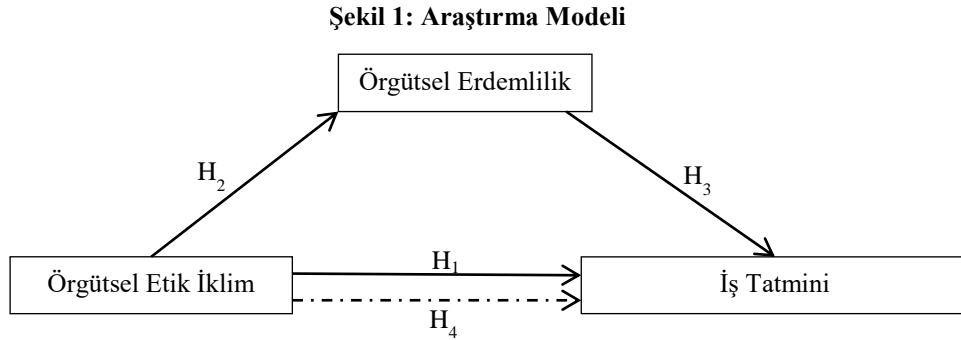 Şekil 1: Araştırma Modeli
Örgütsel Erdemlilik
H₂
H₃
Örgütsel Etik İklim
H₁
İş Tatmini
H₄